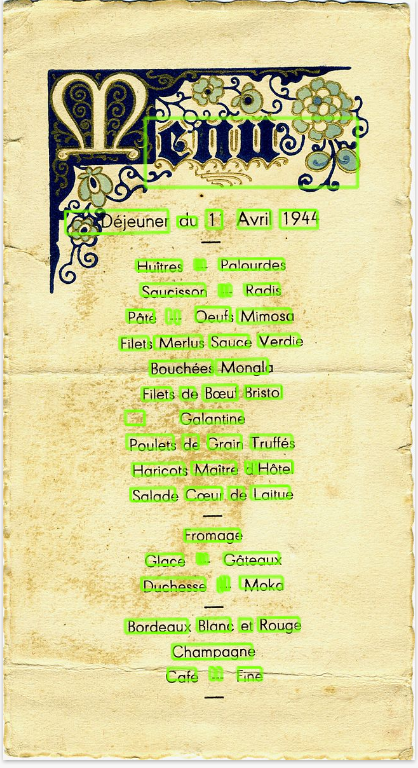 Menu
Déjeuner du 11 Avril 1944
Huîtres -- Palourdes
Saucisson -- Radis
Pâté --- Oeufs Mimosa
Filets Merlus Sauce Verdie
Bouchées Mongla
Filets de Bœuf Bristo
Galantine
Poulets de Grain Truffés
Haricots Maître d'Hôtel
Salade Cœur de Laitue
Fromage
Glace -- Gâteaux
Duchesse -- Moka
Bordeaux Blanc et Rouge
Champagne
Café --- Fine